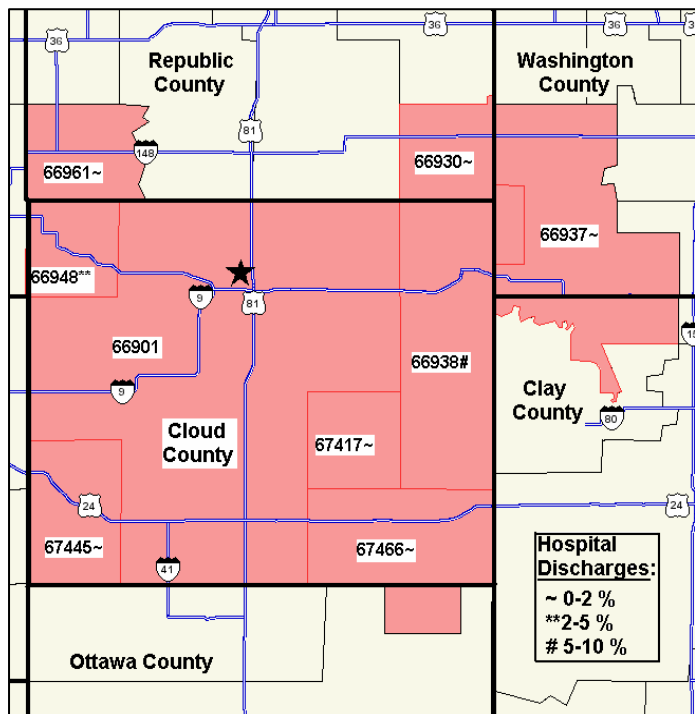 36
36
36
36
Republic
County
Washington
County
81
148
66961~
66930~
66937~
66948**
9
81
66901
66938#
15
9
Clay
County
80
Cloud
County
67417~
24
24
67445~
41
67466~
Hospital
Discharges:
~ 0-2 %
**2-5 %
# 5-10 %
Ottawa County